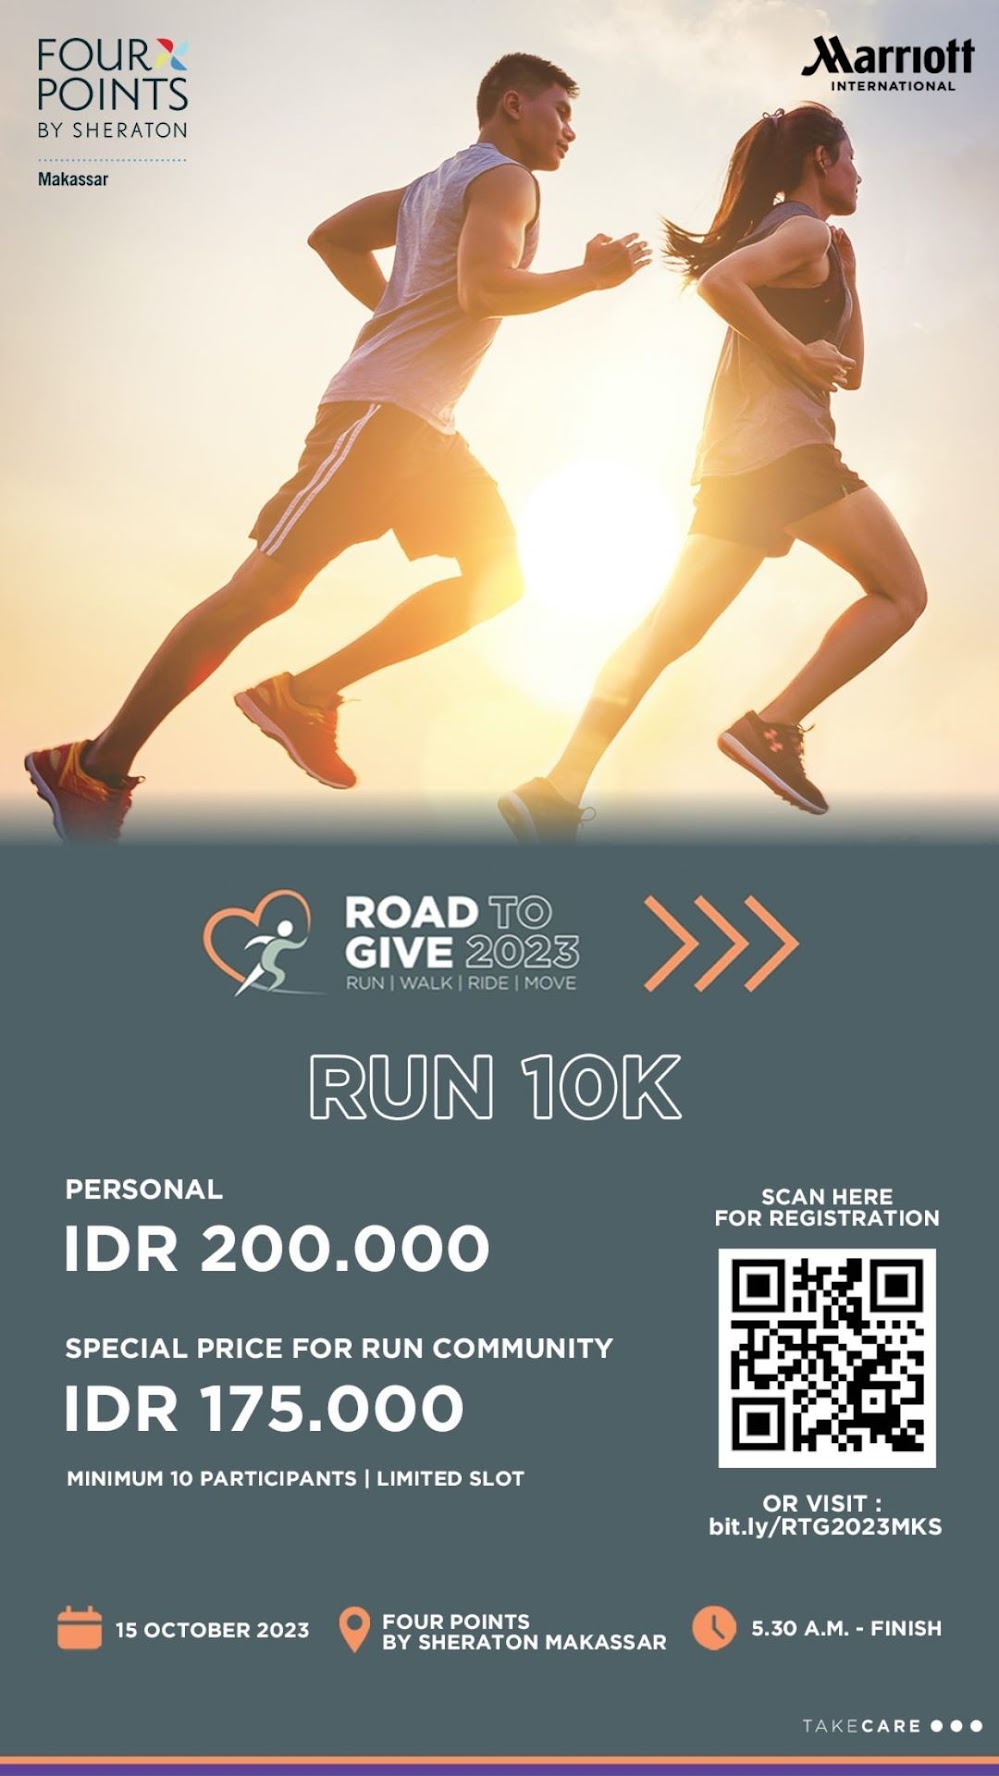 FOUR
POINTS
BY SHERATON
Makassar
Marriott
INTERNATIONAL
ROAD TO
GIVE 2023
RUN | WALK | RIDE | MOVE
RUN 10K
PERSONAL
IDR 200.000
SPECIAL PRICE FOR RUN COMMUNITY
IDR 175.000
MINIMUM 10 PARTICIPANTS | LIMITED SLOT
SCAN HERE
FOR REGISTRATION
OR VISIT :
bit.ly/RTG2023MKS
15 OCTOBER 2023
FOUR POINTS
BY SHERATON MAKASSAR
5.30 A.M. - FINISH
TAKECARE